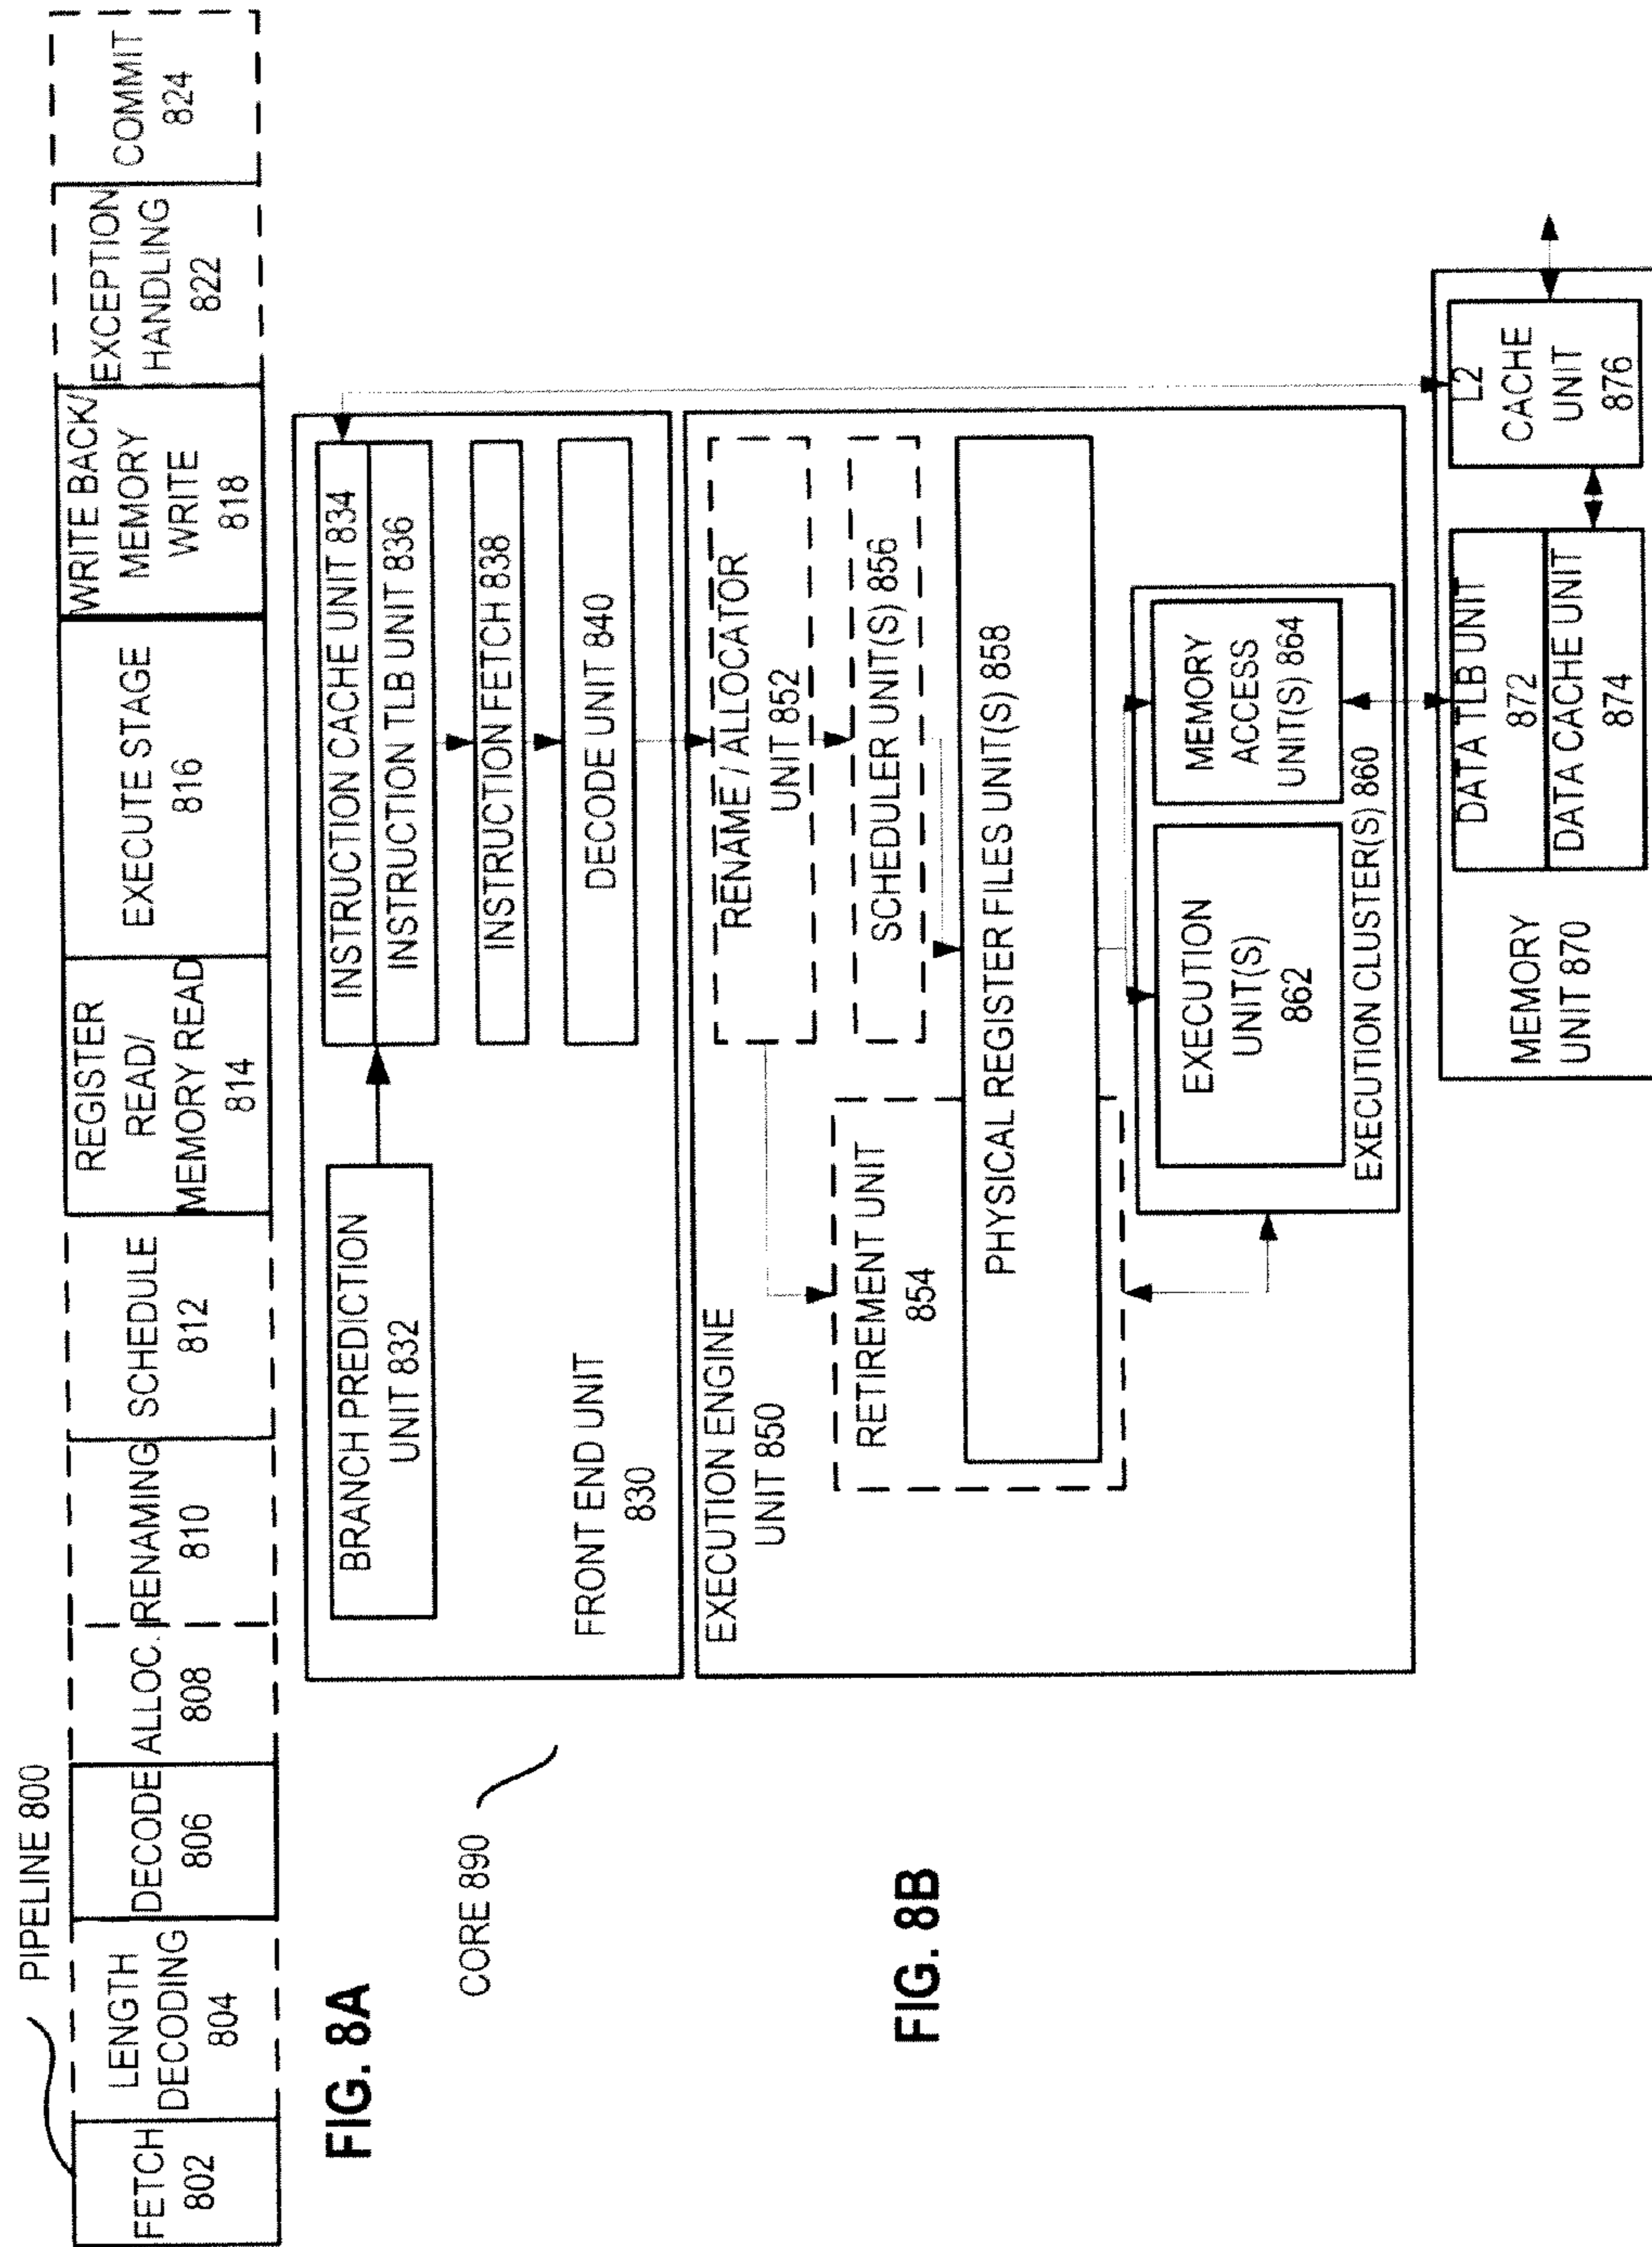 PIPELINE 800
FETCH
802
LENGTH
DECODING
804
DECODE
806
ALLOC.
808
RENAMING
810
SCHEDULE
812
REGISTER
READ/
MEMORY READ
814
EXECUTE STAGE
816
WRITE BACK/
MEMORY
WRITE
818
EXCEPTION
HANDLING
822
COMMIT
824
FIG. 8A
CORE 890
BRANCH PREDICTION
UNIT 832
INSTRUCTION CACHE UNIT 834
INSTRUCTION TLB UNIT 836
INSTRUCTION FETCH 838
DECODE UNIT 840
FRONT END UNIT
830
EXECUTION ENGINE
UNIT 850
RENAME / ALLOCATOR
UNIT 852
SCHEDULER UNIT(S) 856
RETIREMENT UNIT
854
PHYSICAL REGISTER FILES UNIT(S) 858
EXECUTION
UNIT(S)
862
MEMORY
ACCESS
UNIT(S) 864
EXECUTION CLUSTER(S) 860
FIG. 8B
MEMORY
UNIT 870
DATA TLB UNIT
872
DATA CACHE UNIT
874
L2
CACHE
UNIT
876